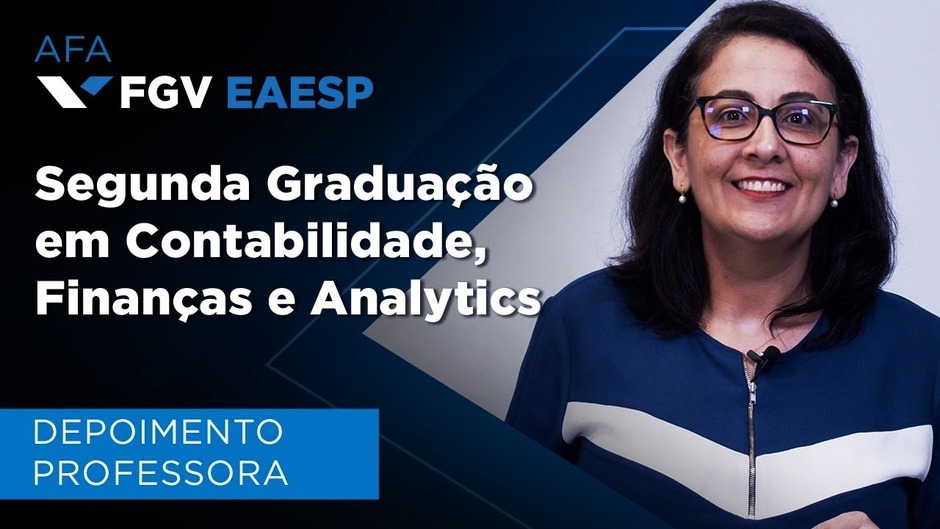 AFA
FGV EAESP
Segunda Graduação
em Contabilidade,
Finanças e Analytics
DEPOIMENTO
PROFESSORA